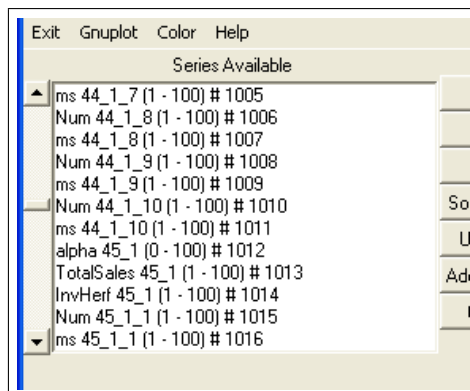 Exit Gnuplot Color Help
Series Available
ms 44_1_7 (1 - 100) # 1005
Num 44_1_8 (1 - 100) # 1006
ms 44_1_8 (1 - 100) # 1007
Num 44_1_9 (1 - 100) # 1008
ms 44_1_9 (1 - 100) # 1009
Num 44_1_10 (1 - 100) # 1010
ms 44_1_10 (1 - 100) # 1011
alpha 45_1 (0 - 100) # 1012
TotalSales 45_1 (1 - 100) # 1013
InvHerf 45_1 (1 - 100) # 1014
Num 45_1_1 (1 - 100) # 1015
ms 45_1_1 (1 - 100) # 1016
So
U